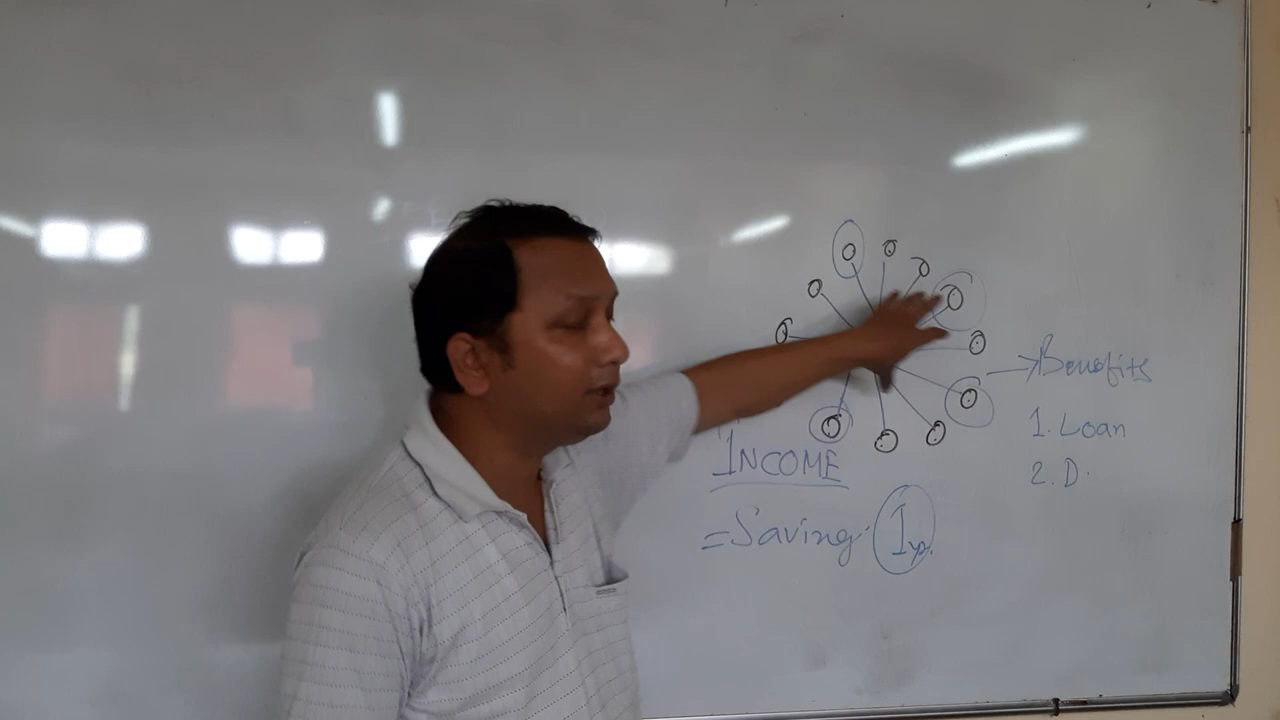 →Benefits
1. Loan
2. D.
INCOME
=Saving.